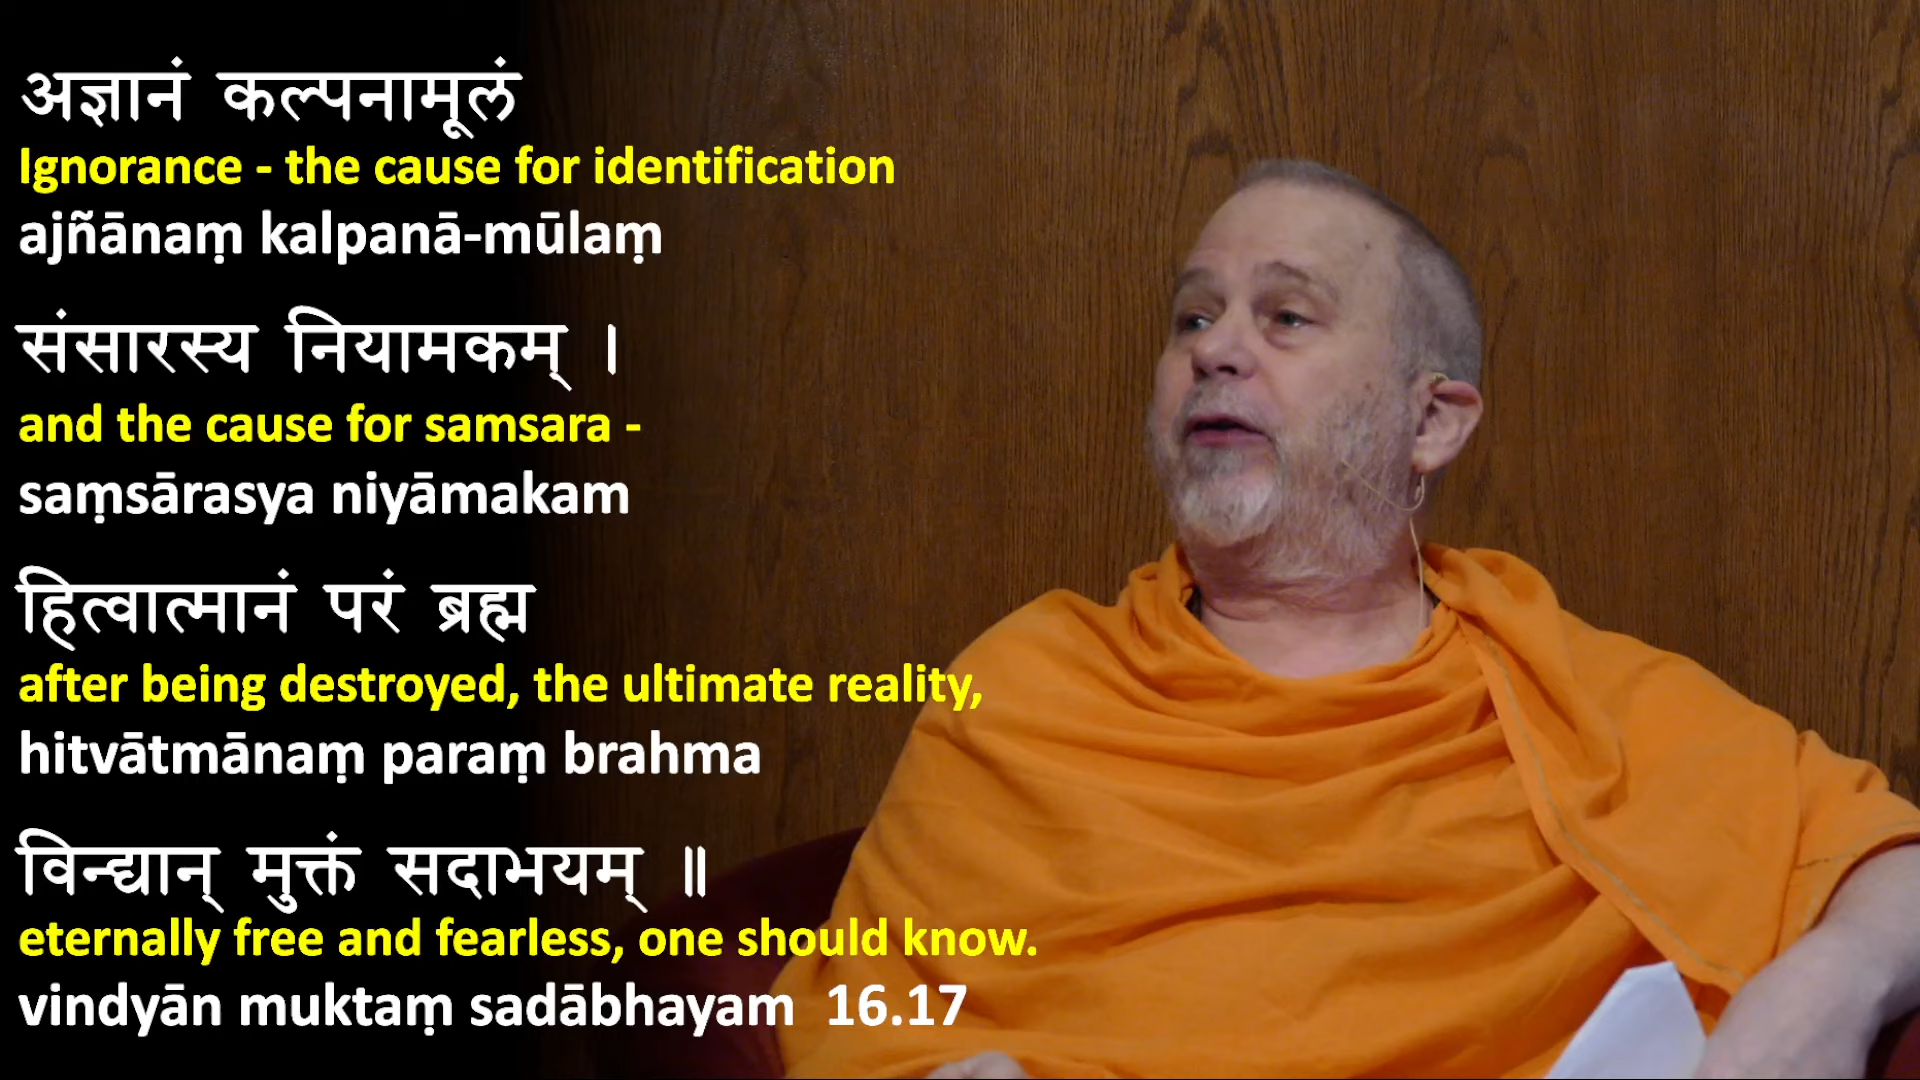 अज्ञानं कल्पनामूलं
Ignorance - the cause for identification
ajñānaṃ kalpanā-mūlaṃ
संसारस्य नियामकम् ।
and the cause for samsara -
saṃsārasya niyāmakam
हित्वात्मानं परं ब्रह्म
after being destroyed, the ultimate reality,
hitvātmānaṃ paraṃ brahma
विन्द्यान् मुक्तं सदाभयम् ॥
eternally free and fearless, one should know.
vindyān muktaṃ sadābhayam 16.17